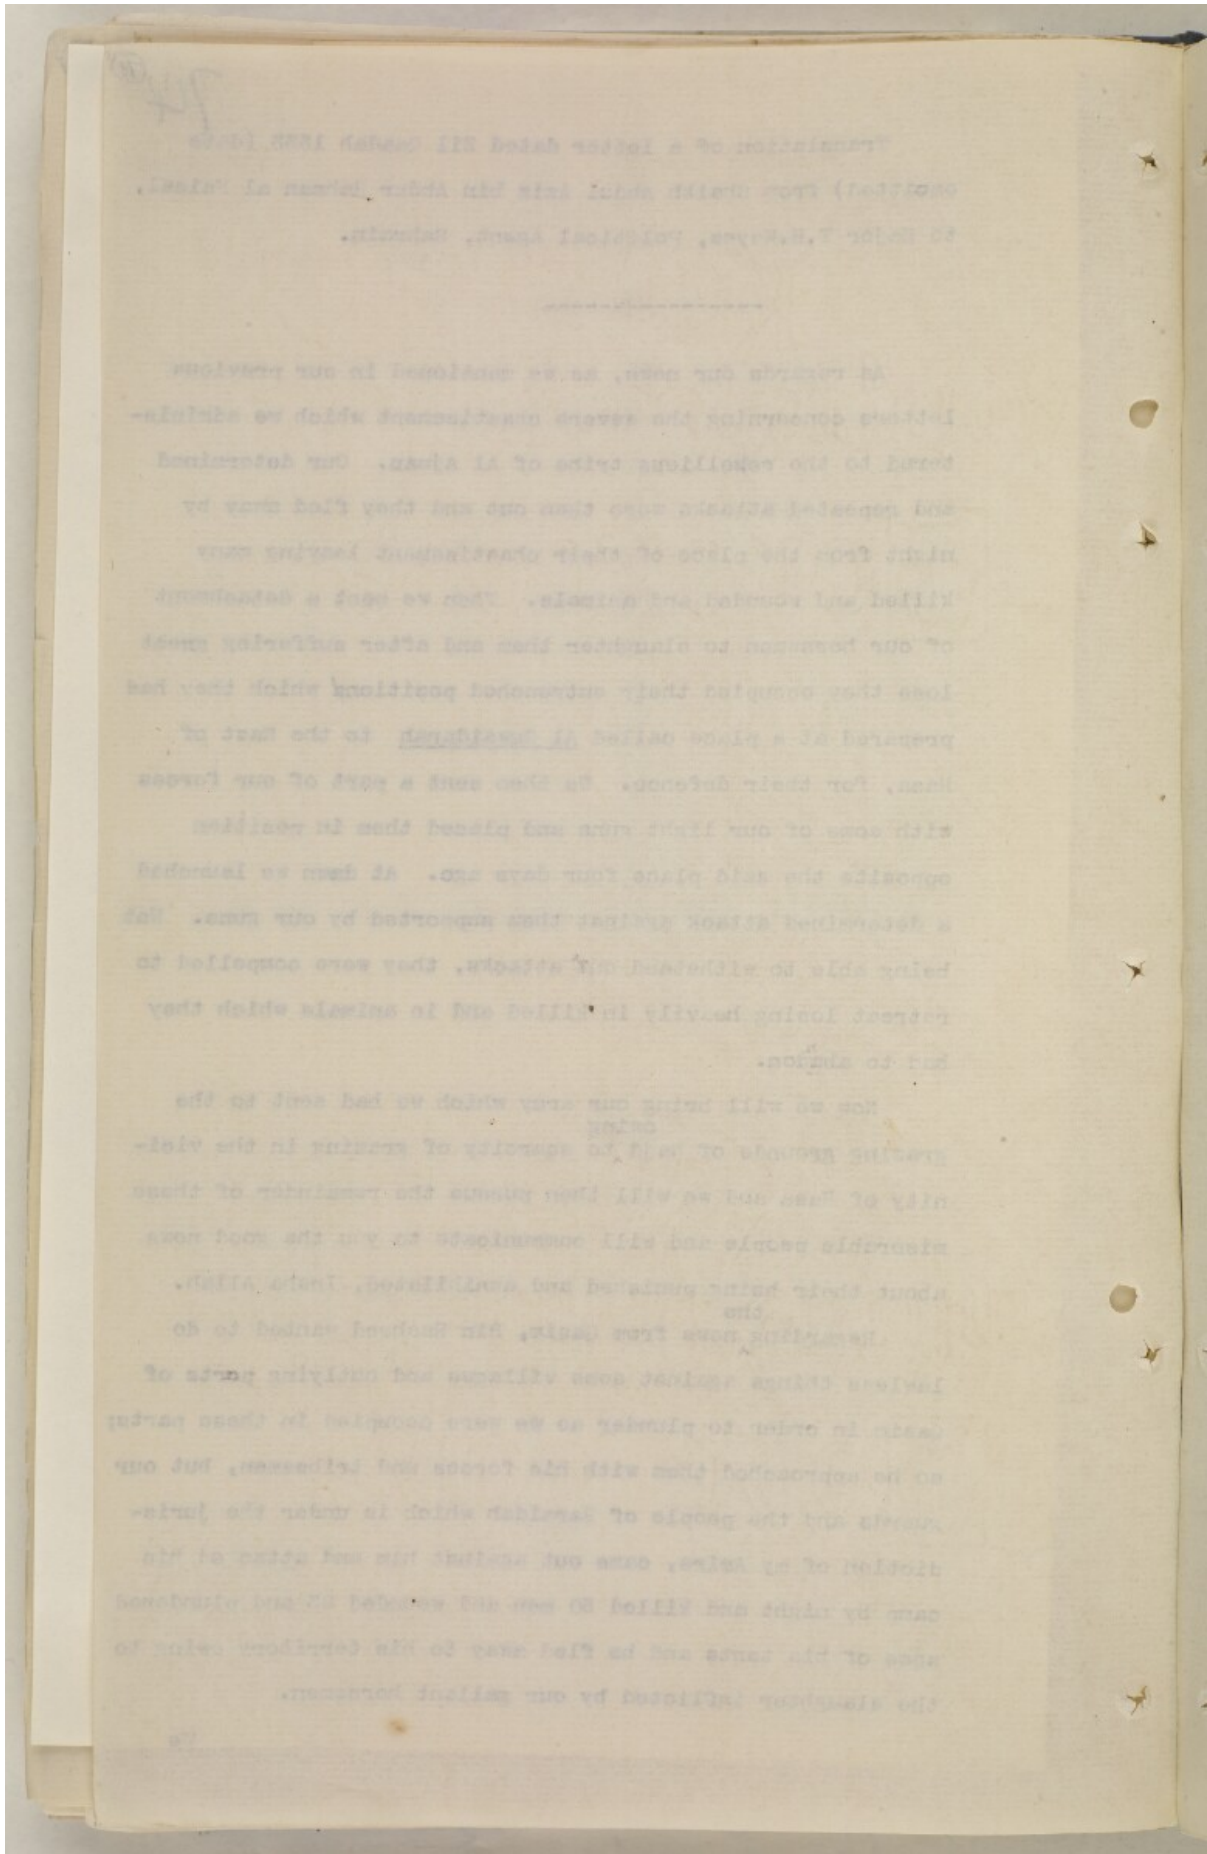 Translation of a letter dated Zil Qadah 1333 (date
omitted) from Shaikh Abdul Aziz bin Abdur Rahman al Faisal,
to Major T.H.Keyes, Political Agent, Bahrain.
---------------
As regards our news, as we mentioned in our previous
letters concerning the severe chastisement which we adminis-
tered to the rebellious tribe of Al Ajman. Our determined
and repeated attacks wore them out and they fled away by
night from the place of their chastisement leaving many
killed and wounded and animals. Then we sent a detachment
of our horsemen to slaughter them and after suffering great
loss they occupied their entrenched positions which they had
prepared at a place called Al to the East of
Hasa, for their defence. We then sent a part of our forces
with some of our light guns and placed them in position
opposite the said place four days ago. At dawn we launched
a determined attack against them supported by our guns. Not
being able to withstand our attacks, they were compelled to
retreat losing heavily in killed and in animals which they
had to abandon.
Now we will bring our army which we had sent to the
owing
grazing grounds of Najd to scarcity of grazing in the vici-
nity of Hasa and we will then pursue the remainder of these
miserable people and will communicate to you the good news
about their being punished and annihilated, Insha Allah.
the
Regarding news from Qasim, Bin Rasheed wanted to do
lawless things against some villages and outlying parts of
Qasim in order to plunder as we were occupied in these parts;
so he approached them with his forces and tribesmen, but our
guards and the people of which is under the juris-
diction of by came out against him and attacked his
camp by night and killed 80 men and wounded 65 and plundered
some of his tents and he fled away to his territory owing to
the slaughter inflicted by our gallant horsemen.
We